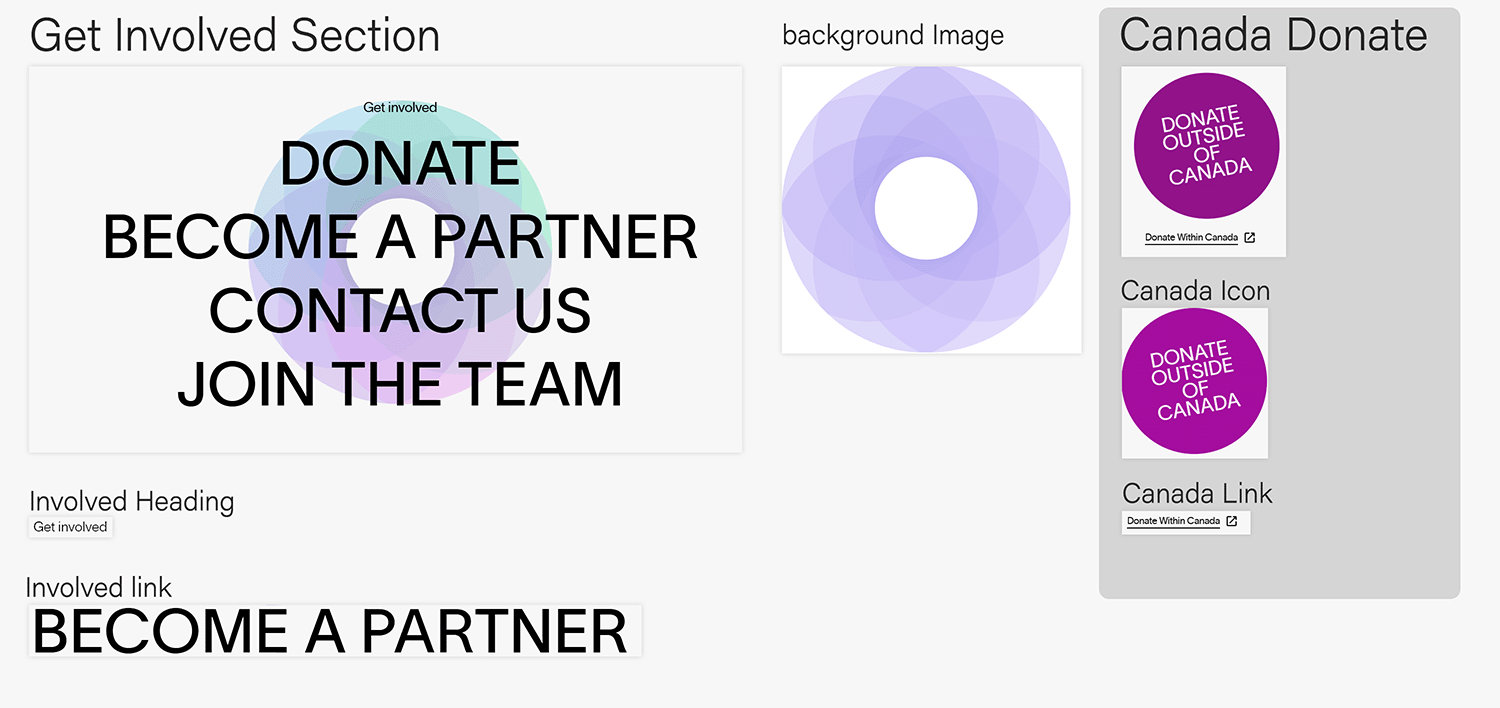 Get Involved Section
Get involved
DONATE
BECOME A PARTNER
CONTACT US
JOIN THE TEAM
Involved Heading
Get involved
Involved link
BECOME A PARTNER
background Image
Canada Donate
DONATE
OUTSIDE
OF
CANADA
Donate Within Canada
Canada Icon
DONATE
OUTSIDE
OF
CANADA
Canada Link
Donate Within Canada